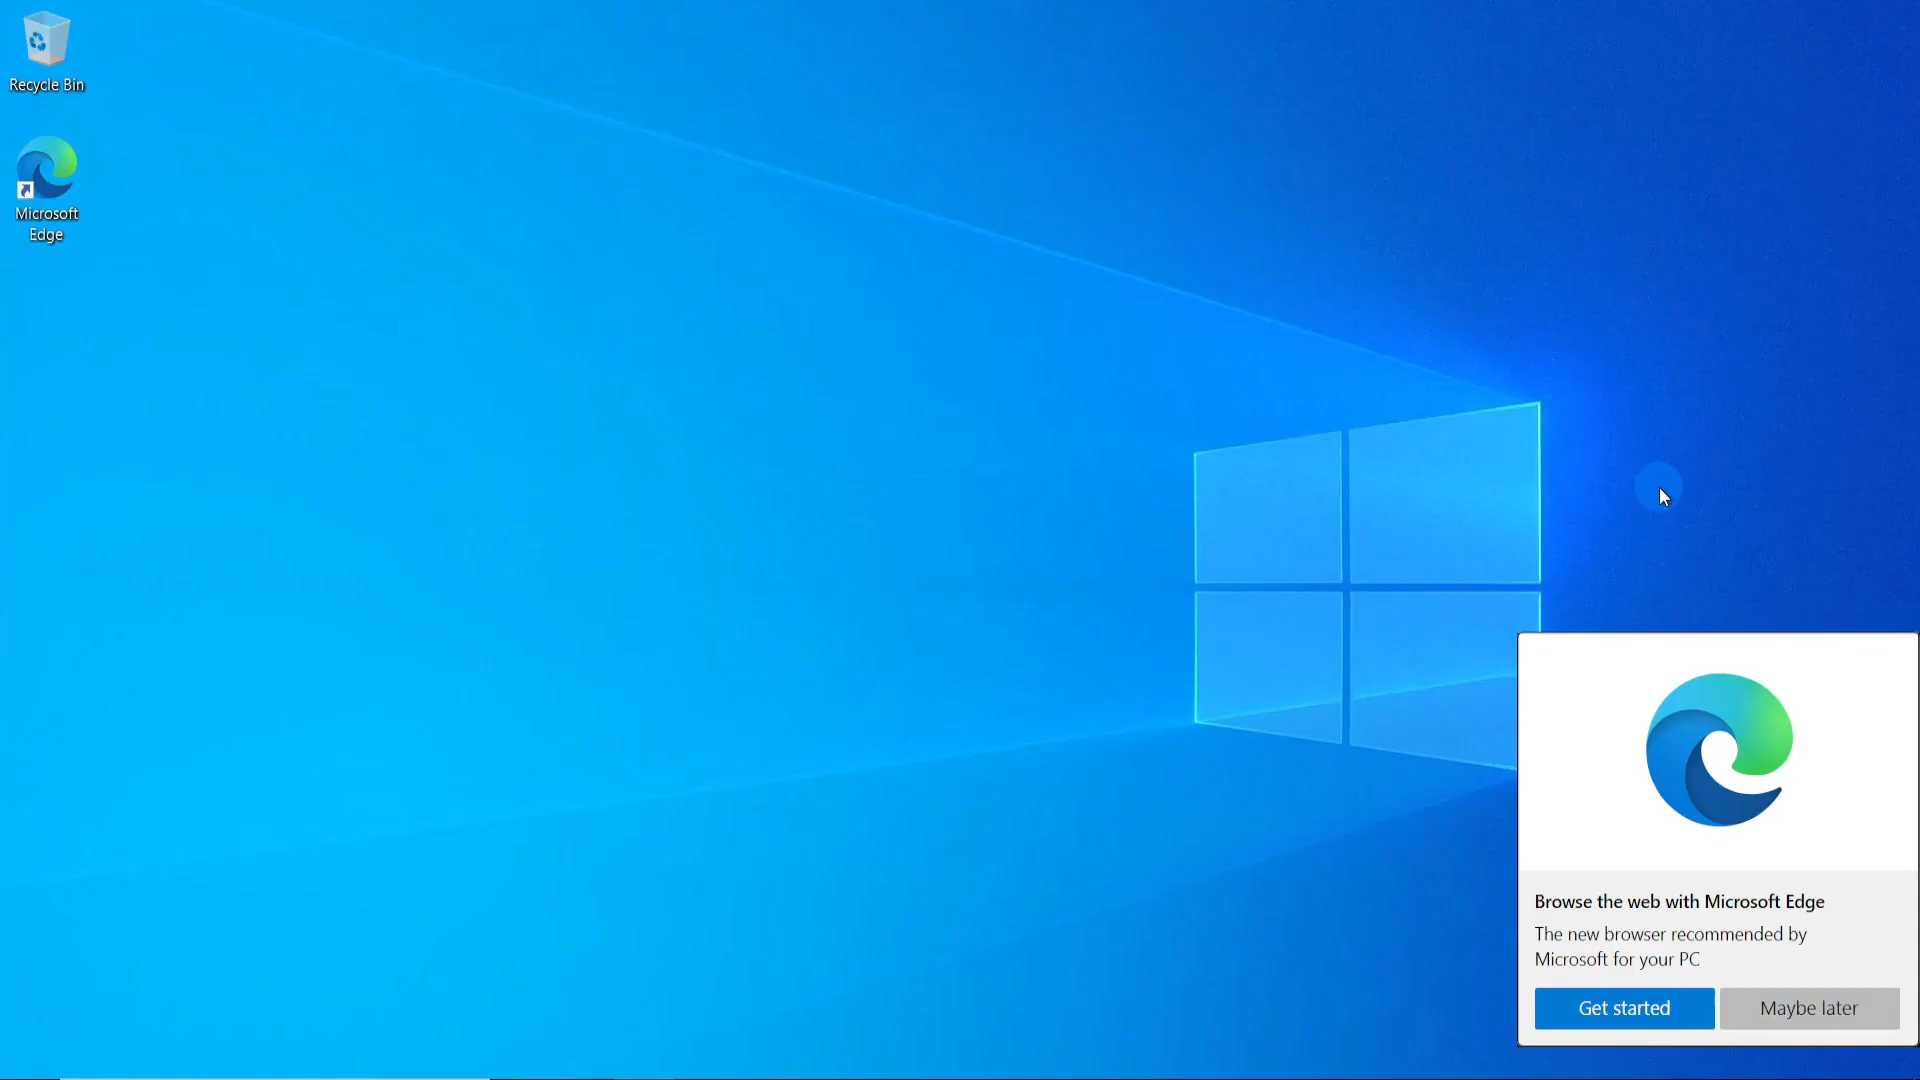 Recycle Bin
Microsoft
Edge
Browse the web with Microsoft Edge
The new browser recommended by
Microsoft for your PC
Get started
Maybe later